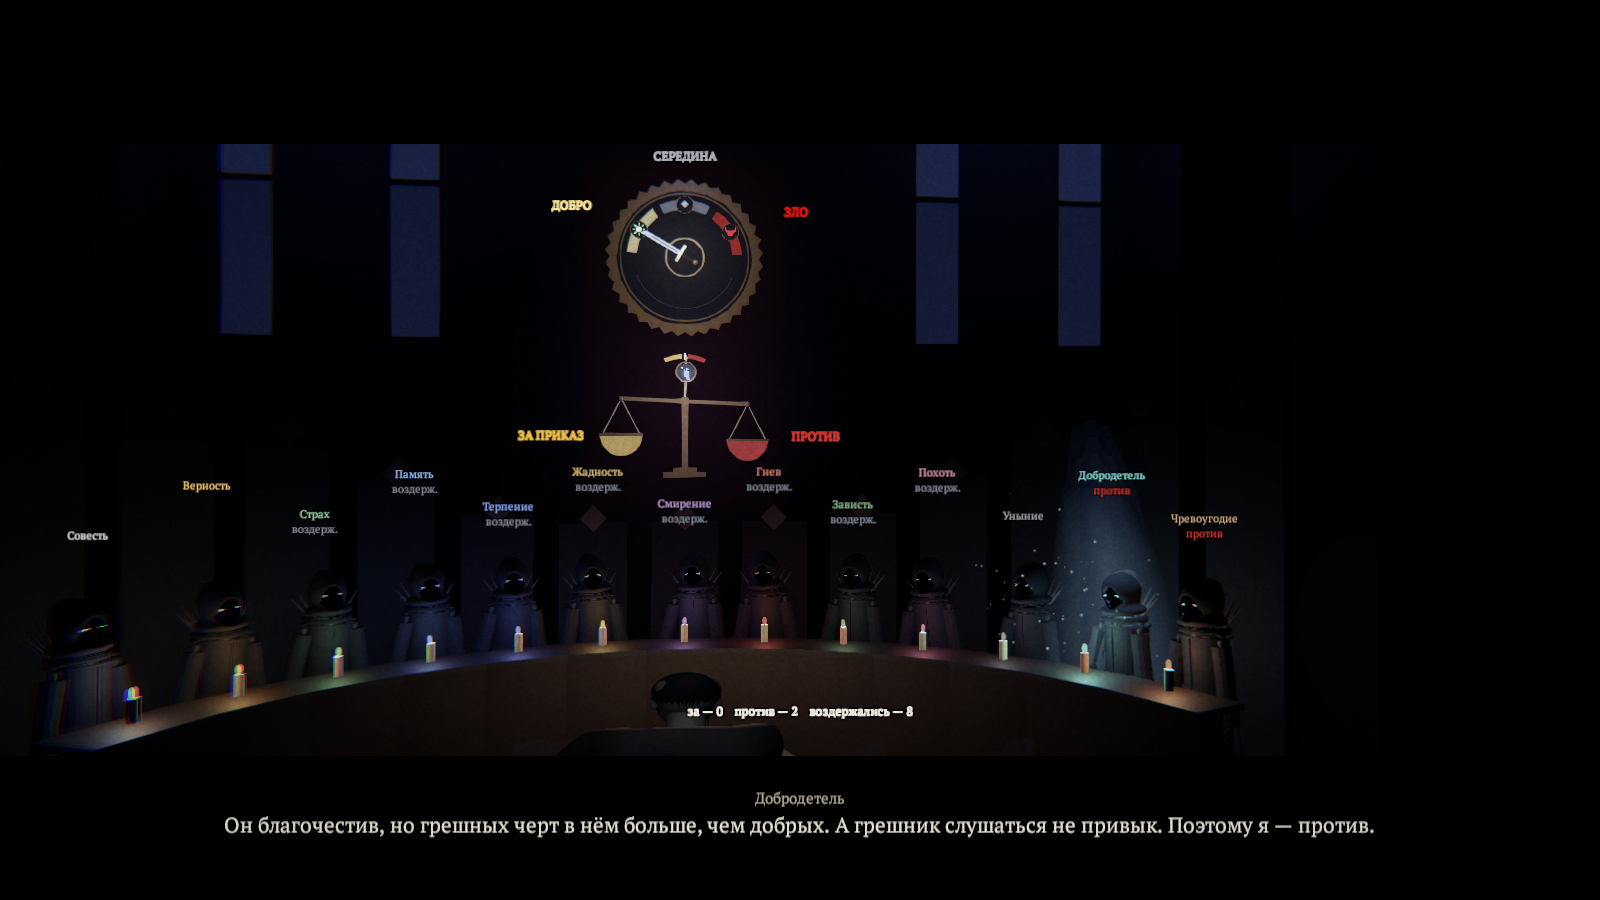 СЕРЕДИНА
ДОБРО
ЗЛО
ЗА ПРИКАЗ
ПРОТИВ
Совесть
Верность
Страх
воздерж.
Память
воздерж.
Терпение
воздерж.
Жадность
воздерж.
Смирение
воздерж.
Гнев
воздерж.
Зависть
воздерж.
Похоть
воздерж.
Уныние
Добродетель
против
Чревоугодие
против
за — 0 против — 2 воздержались — 8
Добродетель
Он благочестив, но грешных черт в нём больше, чем добрых. А грешник слушаться не привык. Поэтому я — против.